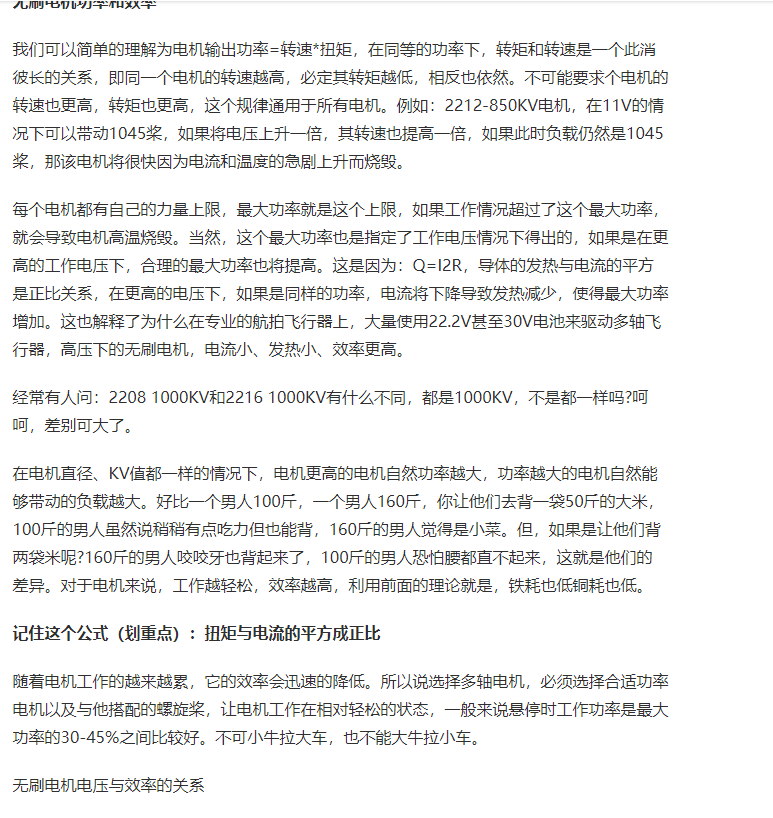 无刷电机功率和效率
我们可以简单的理解为电机输出功率=转速*扭矩，在同等的功率下，转矩和转速是一个此消
彼长的关系，即同一个电机的转速越高，必定其转矩越低，相反也依然。不可能要求个电机的
转速也更高，转矩也更高，这个规律通用于所有电机。例如：2212-850KV电机，在11V的情
况下可以带动1045桨，如果将电压上升一倍，其转速也提高一倍，如果此时负载仍然是1045
桨，那该电机将很快因为电流和温度的急剧上升而烧毁。
每个电机都有自己的力量上限，最大功率就是这个上限，如果工作情况超过了这个最大功率，
就会导致电机高温烧毁。当然，这个最大功率也是指定了工作电压情况下得出的，如果是在更
高的工作电压下，合理的最大功率也将提高。这是因为：Q=I2R，导体的发热与电流的平方
是正比关系，在更高的电压下，如果是同样的功率，电流将下降导致发热减少，使得最大功率
增加。这也解释了为什么在专业的航拍飞行器上，大量使用22.2V甚至30V电池来驱动多轴飞
行器，高压下的无刷电机，电流小、发热小、效率更高。
经常有人问：2208 1000KV和2216 1000KV有什么不同，都是1000KV，不是都一样吗?呵
呵，差别可大了。
在电机直径、KV值都一样的情况下，电机更高的电机自然功率越大，功率越大的电机自然能
够带动的负载越大。好比一个男人100斤，一个男人160斤，你让他们去背一袋50斤的大米，
100斤的男人虽然说稍稍有点吃力但也能背，160斤的男人觉得是小菜。但，如果是让他们背
两袋米呢?160斤的男人咬咬牙也背起来了，100斤的男人恐怕腰都直不起来，这就是他们的
差异。对于电机来说，工作越轻松，效率越高，利用前面的理论就是，铁耗也低铜耗也低。
记住这个公式（划重点）：扭矩与电流的平方成正比
随着电机工作的越来越累，它的效率会迅速的降低。所以说选择多轴电机，必须选择合适功率
电机以及与他搭配的螺旋桨，让电机工作在相对轻松的状态，一般来说悬停时工作功率是最大
功率的30-45%之间比较好。不可小牛拉大车，也不能大牛拉小车。
无刷电机电压与效率的关系